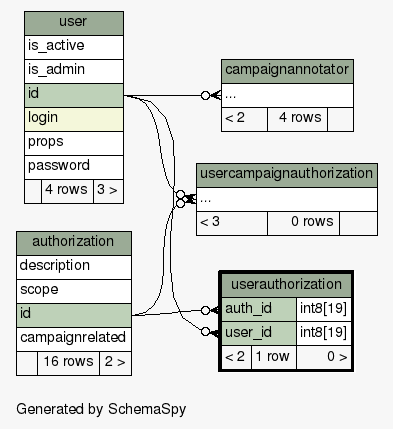 user
is_active
is_admin
id
login
props
password
4 rows 3 >
campaignannotator
...
< 2 4 rows
usercampaignauthorization
...
< 3 0 rows
authorization
description
scope
id
campaignrelated
16 rows 2 >
userauthorization
auth_id int8[19]
user_id int8[19]
< 2 1 row 0 >
Generated by SchemaSpy